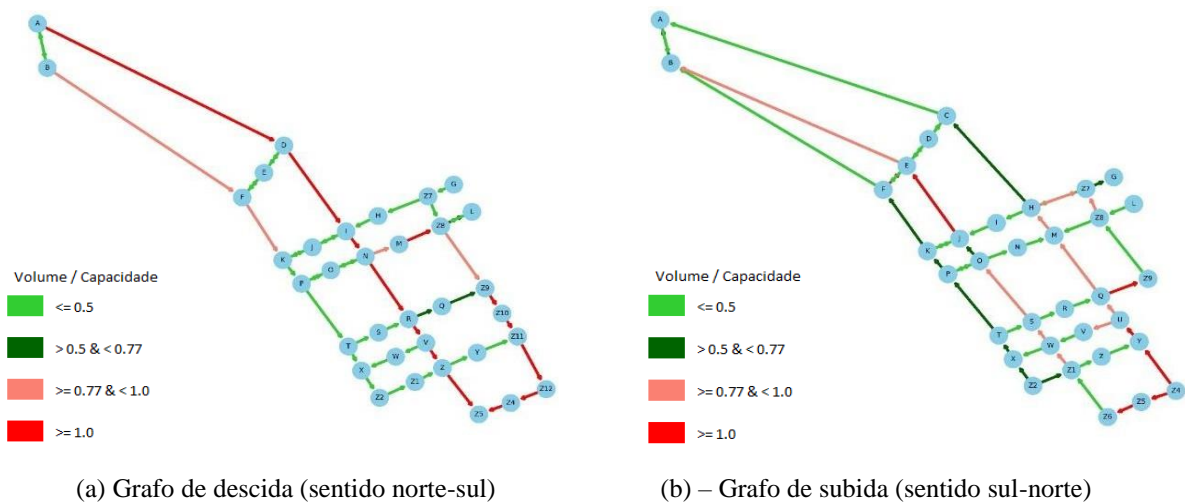 A
B
D
E
F
G
Z7
H
L
I
Z8
J
N
M
K
O
P
Z9
Q
Z10
R
S
Z11
T
V
W
Y
X
Z
Z1
Z2
Z12
Z4
Z5
Volume / Capacidade
<= 0.5
> 0.5 & < 0.77
>= 0.77 & < 1.0
>= 1.0
(a) Grafo de descida (sentido norte-sul)
A
B
C
D
E
F
G
Z7
H
L
Z8
I
J
M
N
K
O
P
Z9
Q
R
S
U
T
V
W
Y
X
Z
Z1
Z2
Z4
Z5
Z6
Volume / Capacidade
<= 0.5
> 0.5 & < 0.77
>= 0.77 & < 1.0
>= 1.0
(b) – Grafo de subida (sentido sul-norte)